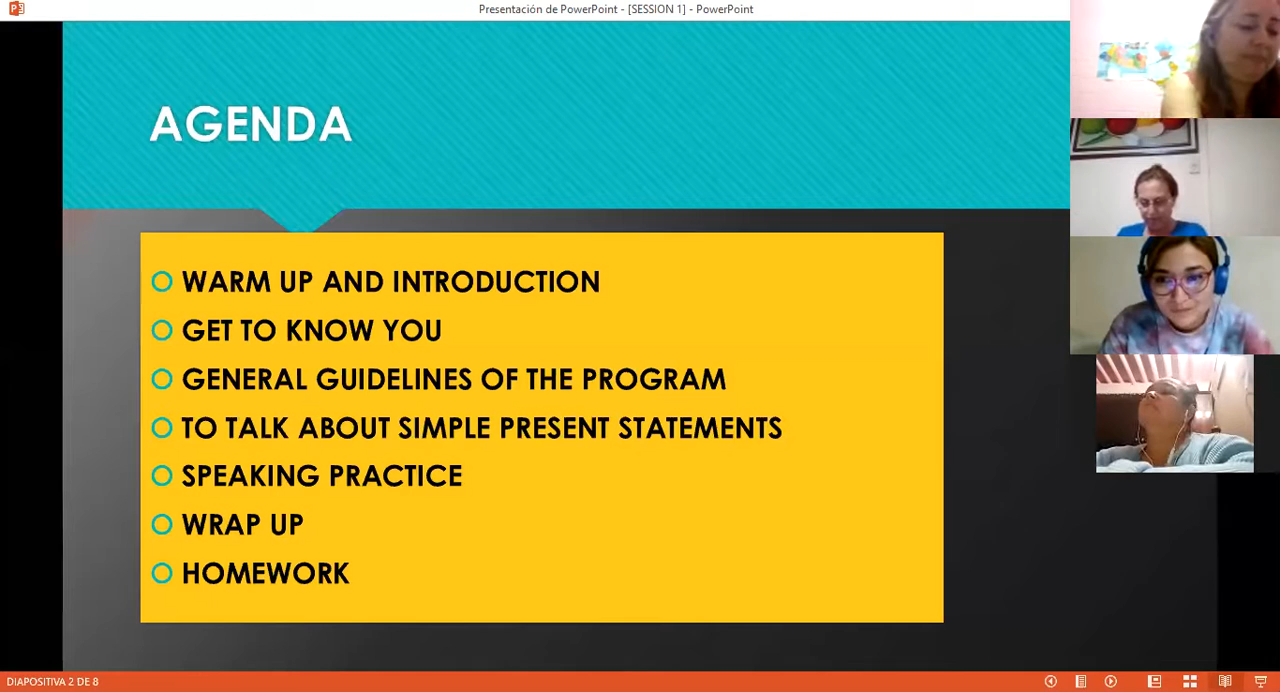 Presentación de PowerPoint - [SESSION 1] - PowerPoint
AGENDA
WARM UP AND INTRODUCTION
GET TO KNOW YOU
GENERAL GUIDELINES OF THE PROGRAM
TO TALK ABOUT SIMPLE PRESENT STATEMENTS
SPEAKING PRACTICE
WRAP UP
HOMEWORK
DIAPOSITIVA 2 DE 8